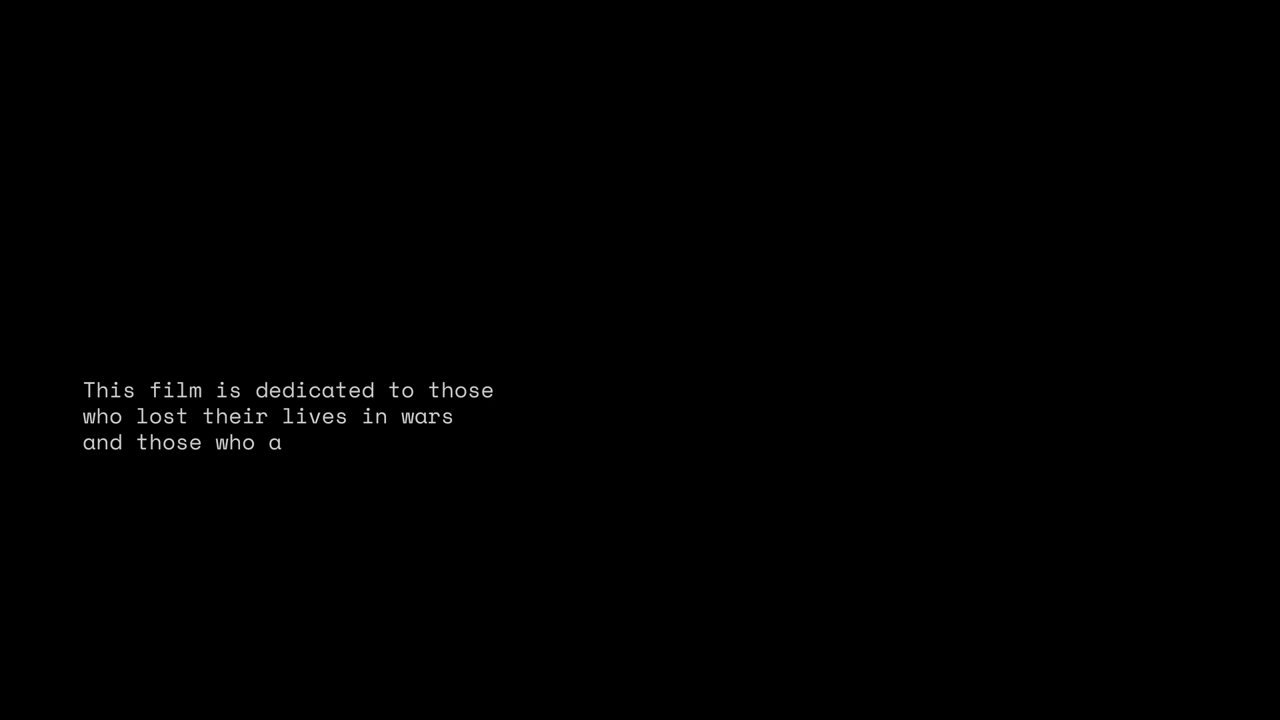 This film is dedicated to those
who lost their lives in wars
and those who a